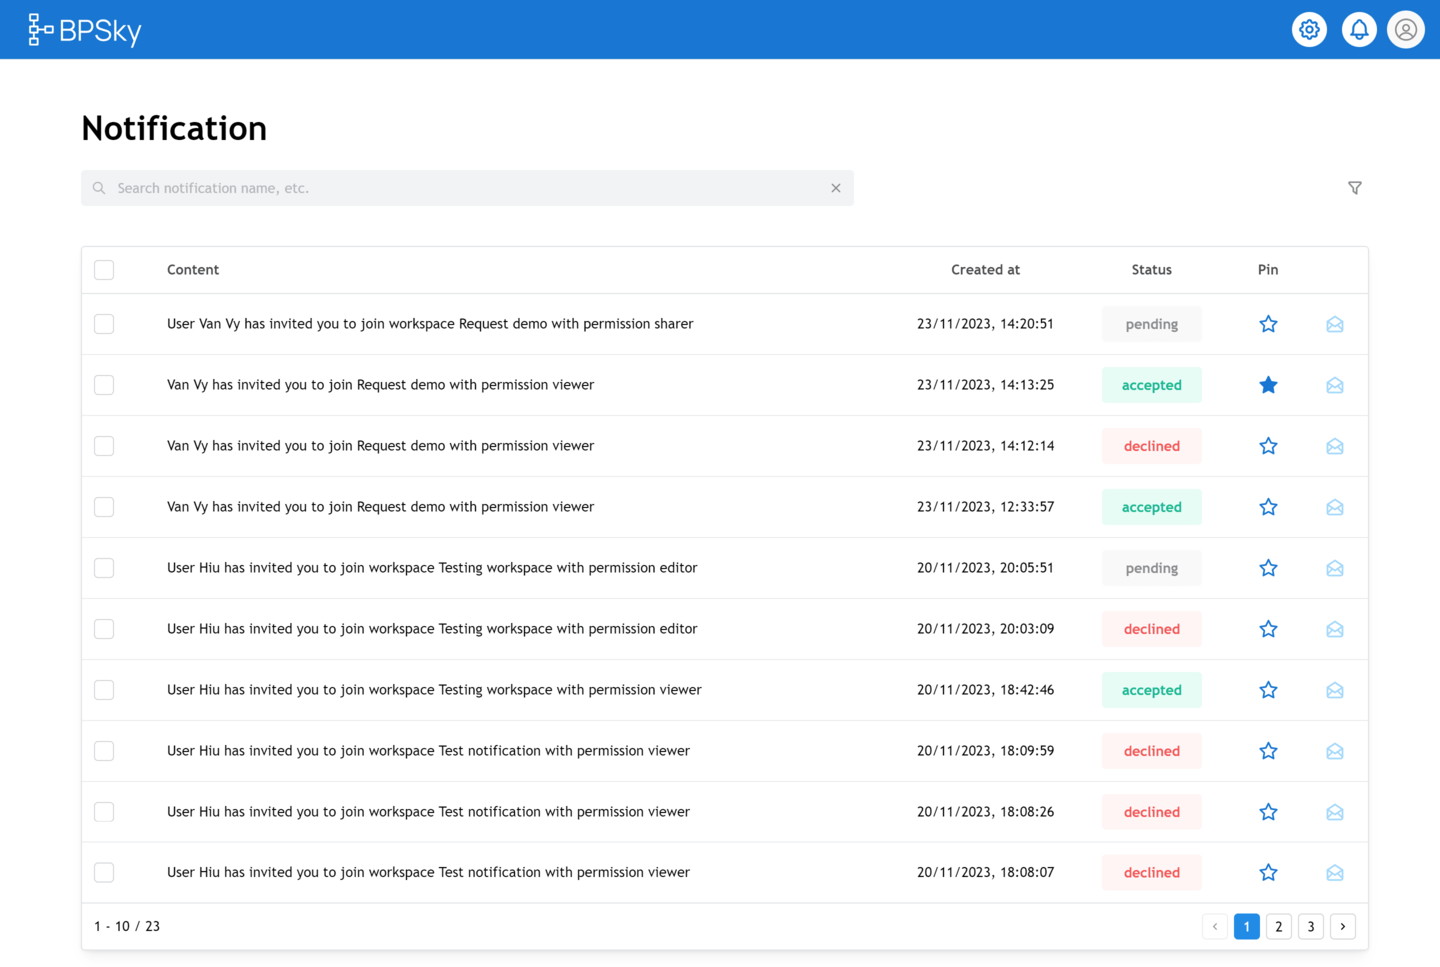 BPSky
Notification
Search notification name, etc.
Content Created at Status Pin
User Van Vy has invited you to join workspace Request demo with permission sharer 23/11/2023, 14:20:51 pending
Van Vy has invited you to join Request demo with permission viewer 23/11/2023, 14:13:25 accepted
Van Vy has invited you to join Request demo with permission viewer 23/11/2023, 14:12:14 declined
Van Vy has invited you to join Request demo with permission viewer 23/11/2023, 12:33:57 accepted
User Hiu has invited you to join workspace Testing workspace with permission editor 20/11/2023, 20:05:51 pending
User Hiu has invited you to join workspace Testing workspace with permission editor 20/11/2023, 20:03:09 declined
User Hiu has invited you to join workspace Testing workspace with permission viewer 20/11/2023, 18:42:46 accepted
User Hiu has invited you to join workspace Test notification with permission viewer 20/11/2023, 18:09:59 declined
User Hiu has invited you to join workspace Test notification with permission viewer 20/11/2023, 18:08:26 declined
User Hiu has invited you to join workspace Test notification with permission viewer 20/11/2023, 18:08:07 declined
1 - 10 / 23 1 2 3